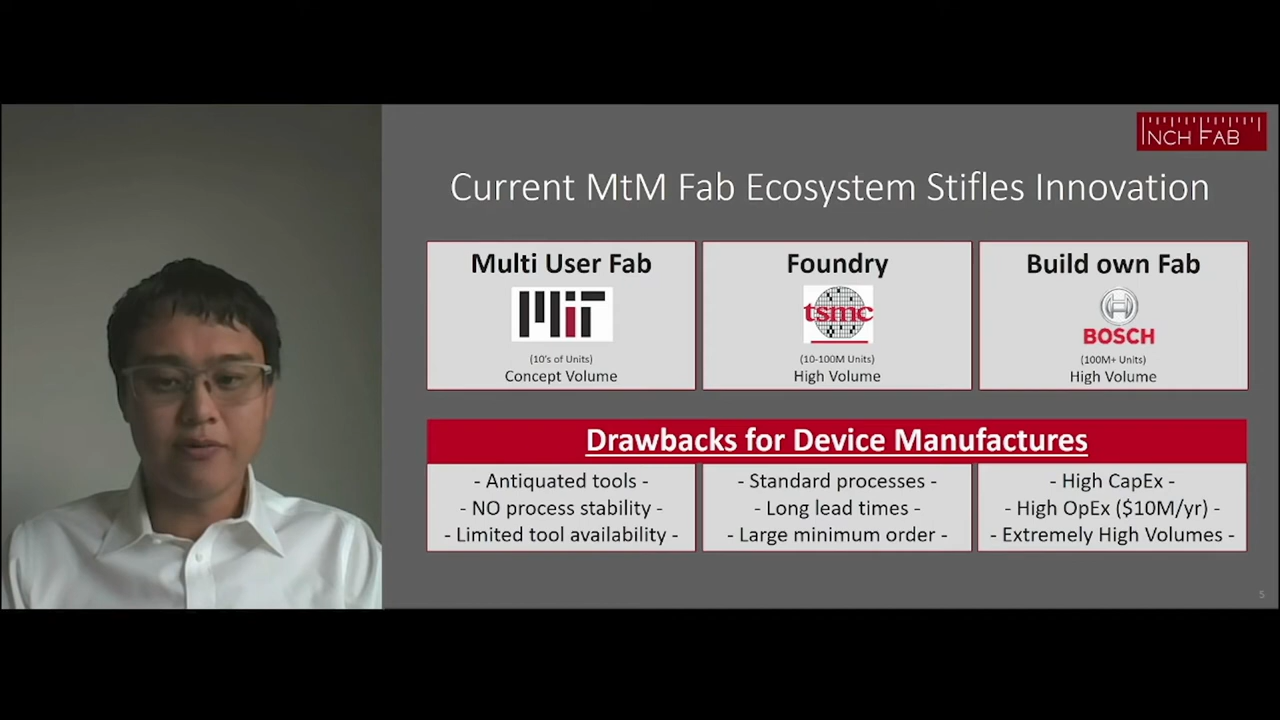 INCH FAB
Current MtM Fab Ecosystem Stifles Innovation
Multi User Fab
MIT
(10's of Units)
Concept Volume
Foundry
tsmc
(10-100M Units)
High Volume
Build own Fab
BOSCH
(100M+ Units)
High Volume
Drawbacks for Device Manufactures
- Antiquated tools -
- NO process stability -
- Limited tool availability -
- Standard processes -
- Long lead times -
- Large minimum order -
- High CapEx -
- High OpEx ($10M/yr) -
- Extremely High Volumes -
5